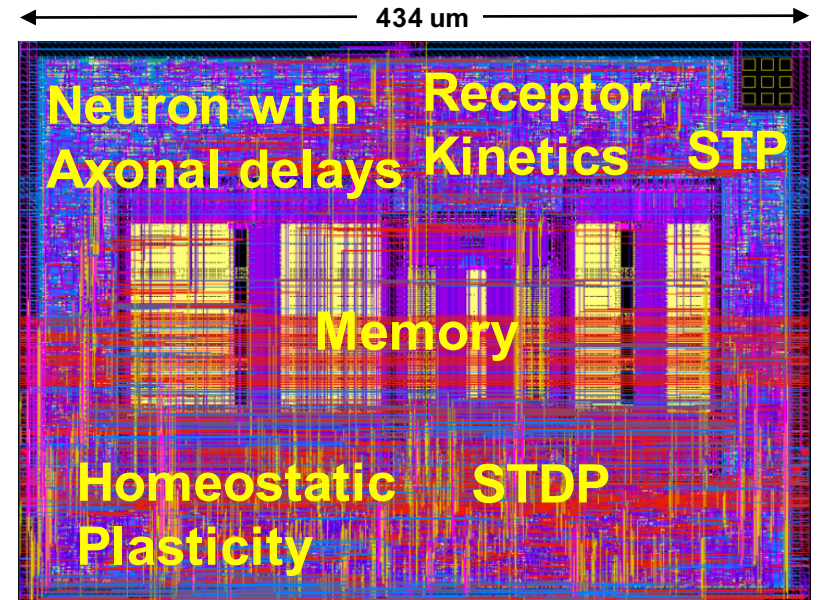 434 um
Neuron with
Axonal delays
Receptor
Kinetics
STP
Memory
Homeostatic
Plasticity
STDP